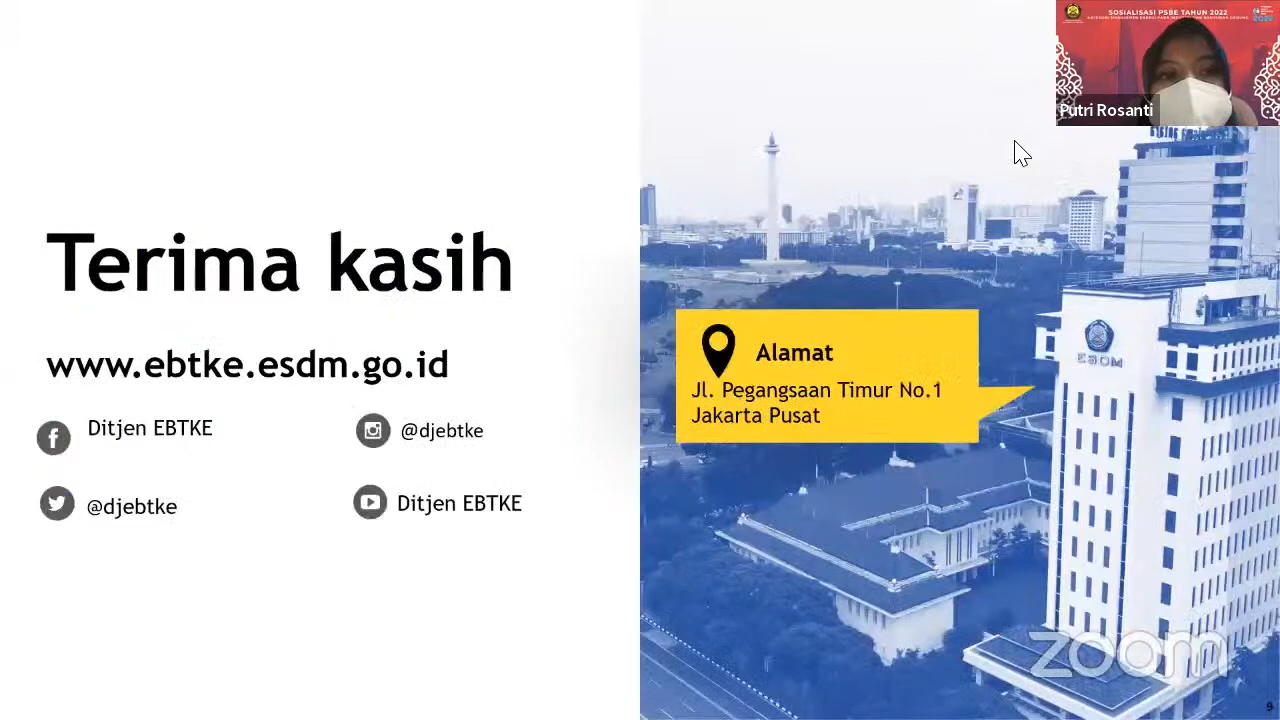 SOSIALISASI PSBE TAHUN 2022
Putri Rosanti
Terima kasih
www.ebtke.esdm.go.id
Ditjen EBTKE
@djebtke
@djebtke
Ditjen EBTKE
Alamat
Jl. Pegangsaan Timur No.1
Jakarta Pusat
ESDM
zoom
9